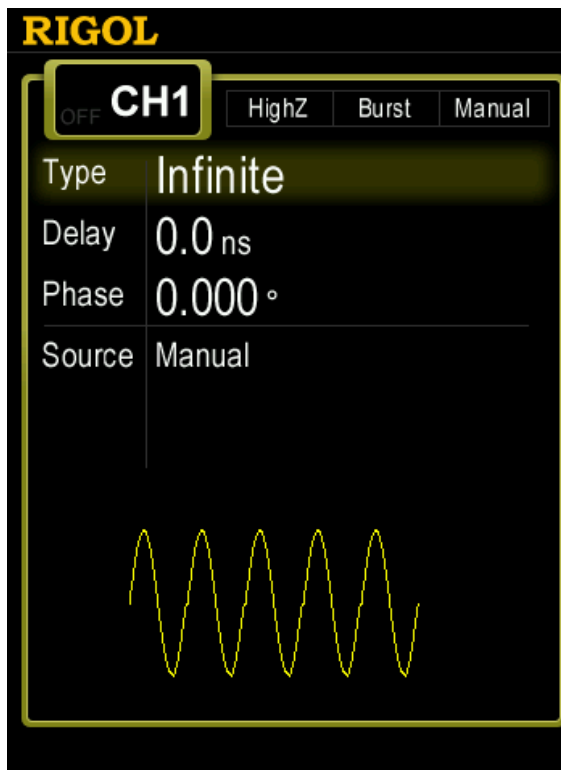 RIGOL
OFF CH1 HighZ Burst Manual
Type Infinite
Delay 0.0 ns
Phase 0.000 °
Source Manual